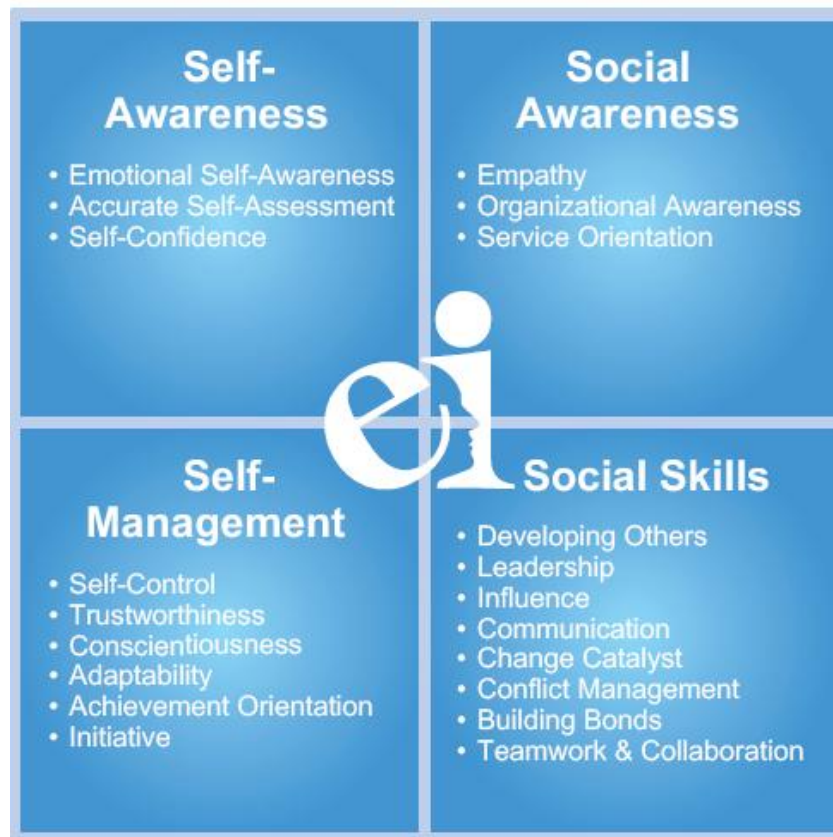 Self-
Awareness
• Emotional Self-Awareness
• Accurate Self-Assessment
• Self-Confidence
Social
Awareness
• Empathy
• Organizational Awareness
• Service Orientation
ei
Self-
Management
• Self-Control
• Trustworthiness
• Conscientiousness
• Adaptability
• Achievement Orientation
• Initiative
Social Skills
• Developing Others
• Leadership
• Influence
• Communication
• Change Catalyst
• Conflict Management
• Building Bonds
• Teamwork & Collaboration